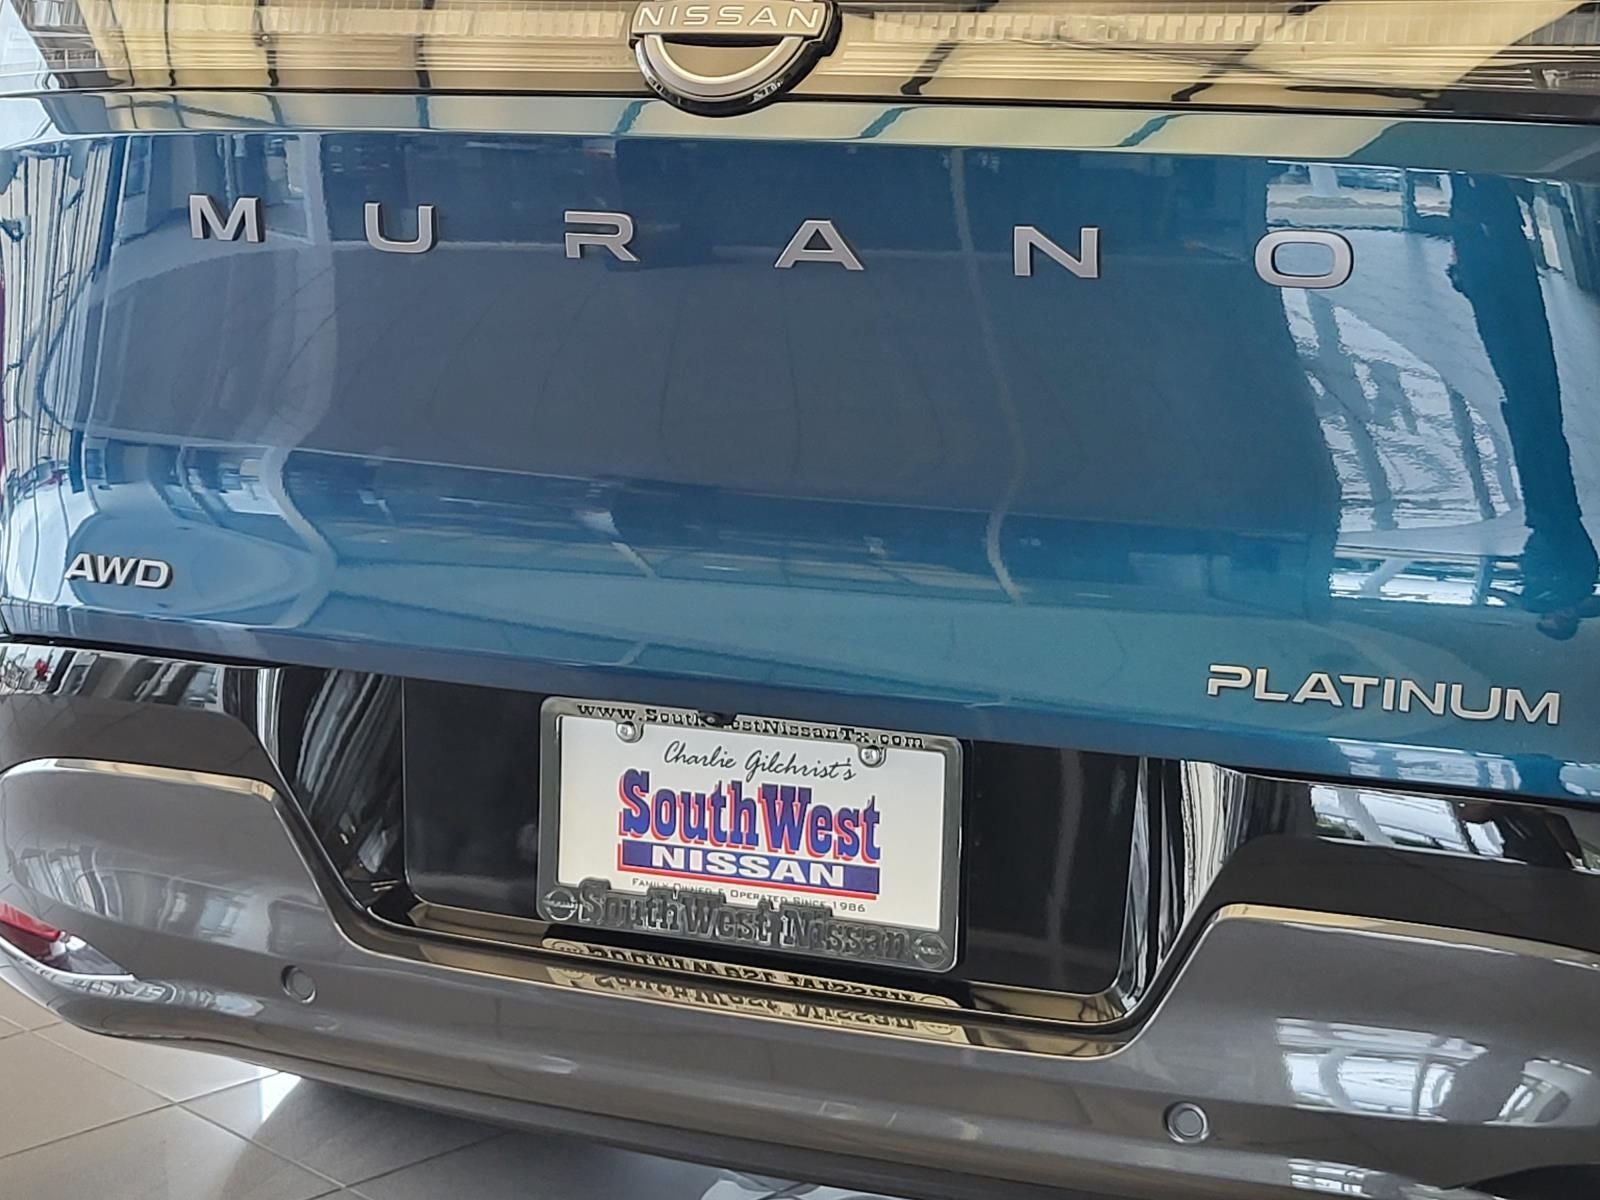 NISSAN
MURANO
AWD
PLATINUM
www.SouthWestNissanTx.com
Charlie Gilchrist's
SouthWest
NISSAN
Family Owned & Operated Since 1986
SouthWest Nissan